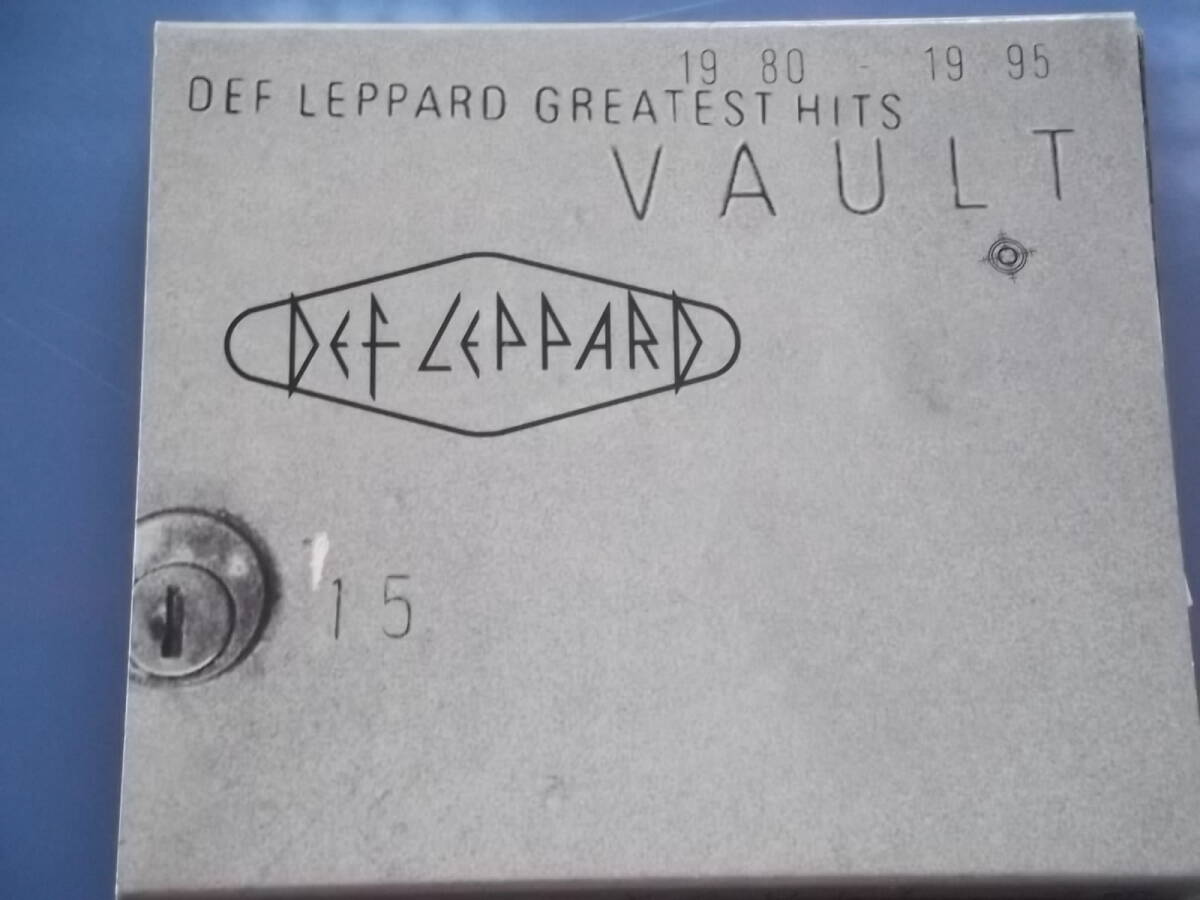 19 80 - 19 95
DEF LEPPARD GREATEST HITS
VAULT
DEF LEPPARD
15